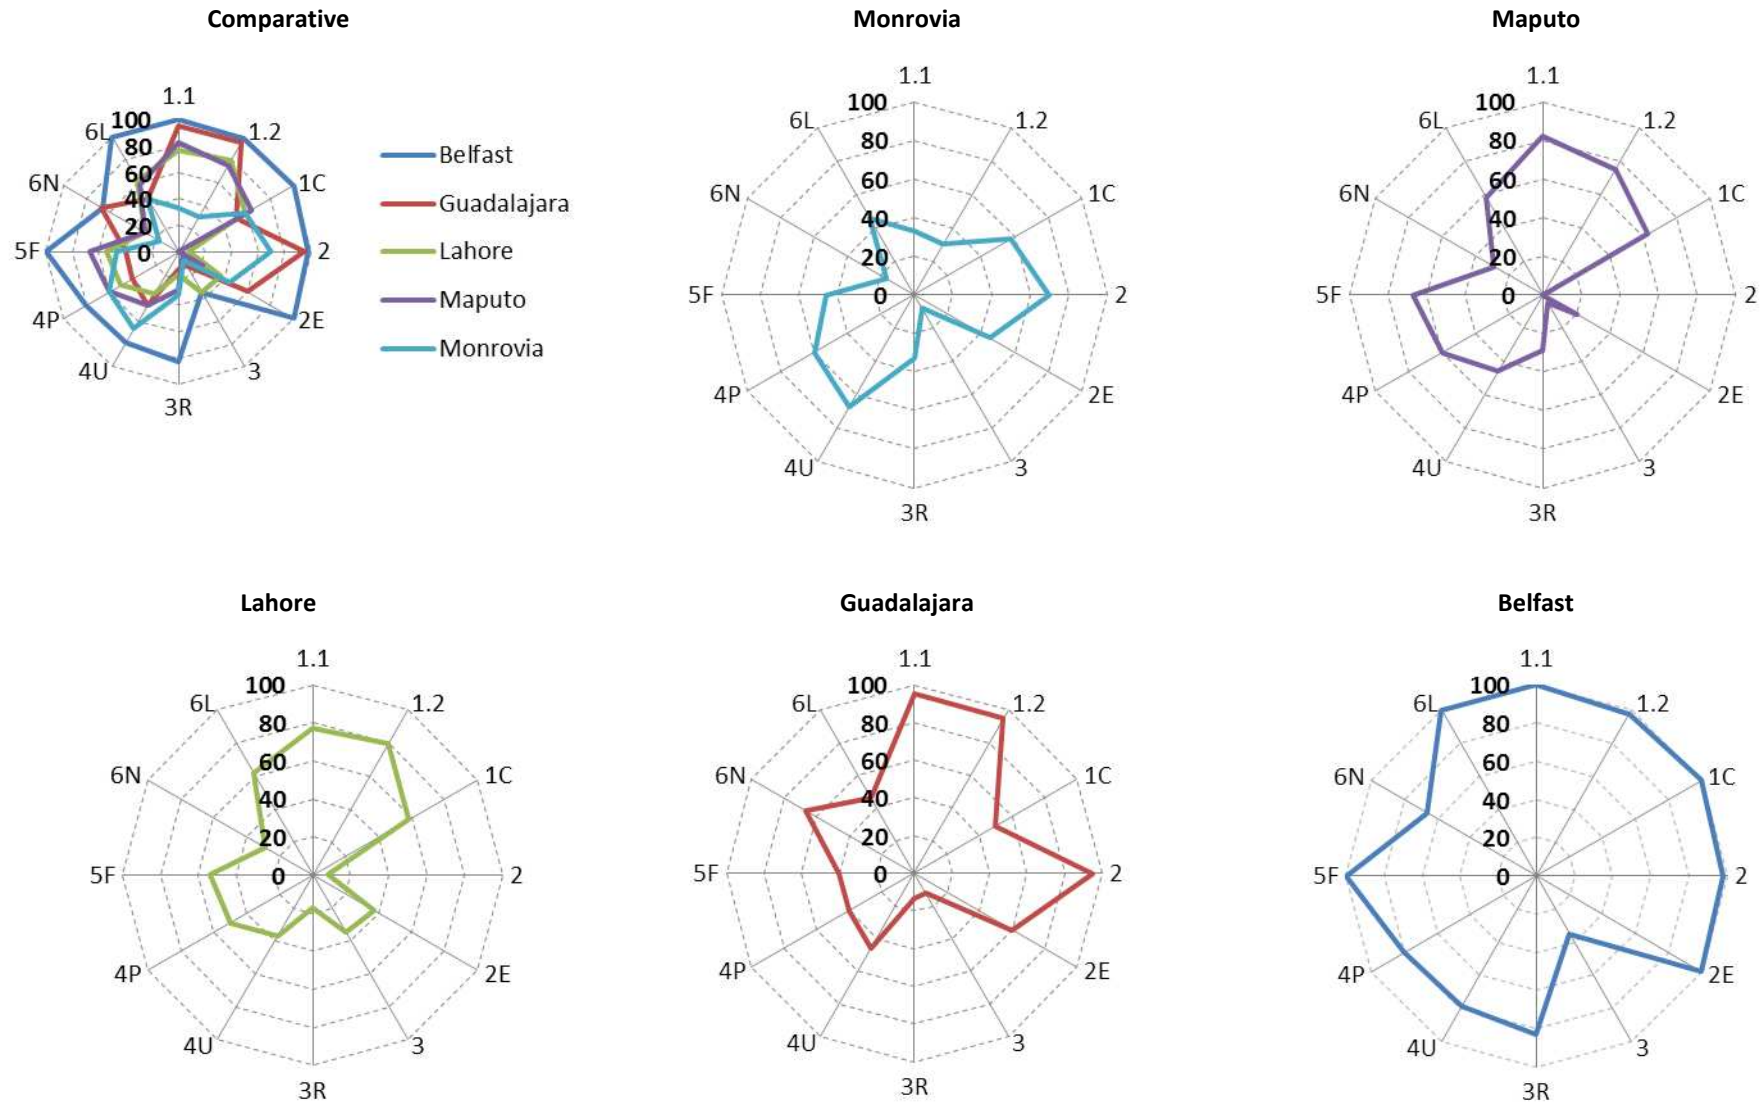 Comparative
1.1
1.2
1C
2
2E
3
3R
4U
4P
5F
6N
6L
100
80
60
40
20
0
Belfast
Guadalajara
Lahore
Maputo
Monrovia
Monrovia
1.1
1.2
1C
2
2E
3
3R
4U
4P
5F
6N
6L
100
80
60
40
20
0
Maputo
1.1
1.2
1C
2
2E
3
3R
4U
4P
5F
6N
6L
100
80
60
40
20
0
Lahore
1.1
1.2
1C
2
2E
3
3R
4U
4P
5F
6N
6L
100
80
60
40
20
0
Guadalajara
1.1
1.2
1C
2
2E
3
3R
4U
4P
5F
6N
6L
100
80
60
40
20
0
Belfast
1.1
1.2
1C
2
2E
3
3R
4U
4P
5F
6N
6L
100
80
60
40
20
0